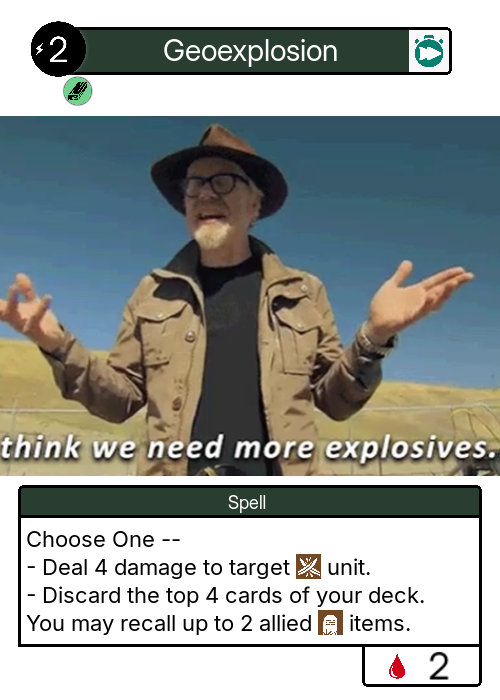 2
Geoexplosion
think we need more explosives.
Spell
Choose One --
- Deal 4 damage to target unit.
- Discard the top 4 cards of your deck.
You may recall up to 2 allied items.
2